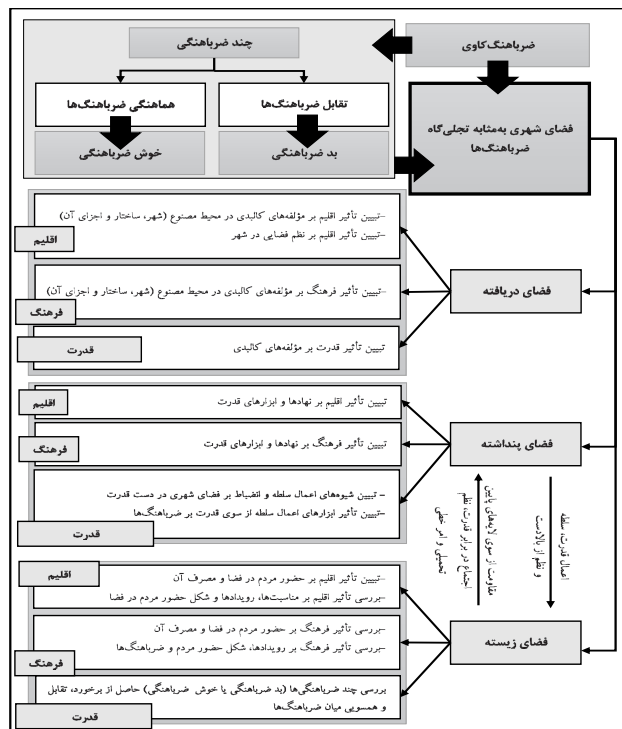 ضرباهنگ‌کاوی
چند ضرباهنگی
تقابل ضرباهنگ‌ها
هماهنگی ضرباهنگ‌ها
بد ضرباهنگی
خوش ضرباهنگی
فضای شهری به‌مثابه تجلی‌گاه
ضرباهنگ‌ها
فضای دریافته
-تبیین تأثیر اقلیم بر مؤلفه‌های کالبدی در محیط مصنوع (شهر، ساختار و اجزای آن)
-تبیین تأثیر اقلیم بر نظم فضایی در شهر
اقلیم
-تبیین تأثیر فرهنگ بر مؤلفه‌های کالبدی در محیط مصنوع (شهر، ساختار و اجزای آن)
فرهنگ
تبیین تأثیر قدرت بر مؤلفه‌های کالبدی
قدرت
فضای پنداشته
تبیین تأثیر اقلیم بر نهادها و ابزارهای قدرت
اقلیم
تبیین تأثیر فرهنگ بر نهادها و ابزارهای قدرت
فرهنگ
- تبیین شیوه‌های اعمال سلطه و انضباط بر فضای شهری در دست قدرت
-تبیین تأثیر ابزارهای اعمال سلطه از سوی قدرت بر ضرباهنگ‌ها
قدرت
اعمال قدرت، سلطه
و نظم از بالادست
مقاومت از سوی لایه‌های پایین
اجتماع در برابر قدرت، نظم
تحمیلی و امر خطی
فضای زیسته
-تبیین تأثیر اقلیم بر حضور مردم در فضا و مصرف آن
-بررسی تأثیر اقلیم بر مناسبت‌ها، رویدادها و شکل حضور مردم در فضا
اقلیم
-بررسی تأثیر فرهنگ بر حضور مردم در فضا و مصرف آن
-بررسی تأثیر فرهنگ بر رویدادها، شکل حضور مردم و ضرباهنگ‌ها
فرهنگ
بررسی چند ضرباهنگی‌ها (بد ضرباهنگی یا خوش ضرباهنگی) حاصل از برخورد، تقابل
و همسویی میان ضرباهنگ‌ها
قدرت